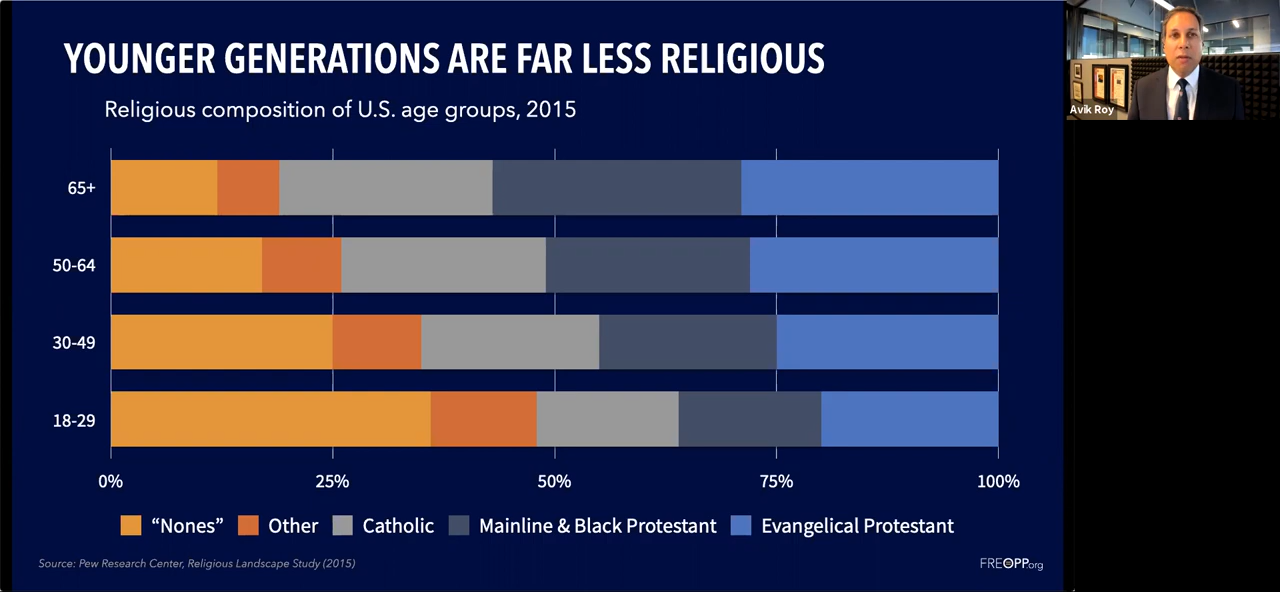 YOUNGER GENERATIONS ARE FAR LESS RELIGIOUS
Religious composition of U.S. age groups, 2015
65+
50-64
30-49
18-29
0% 25% 50% 75% 100%
“Nones” Other Catholic Mainline & Black Protestant Evangelical Protestant
Source: Pew Research Center, Religious Landscape Study (2015)
FREOPP.org
Avik Roy